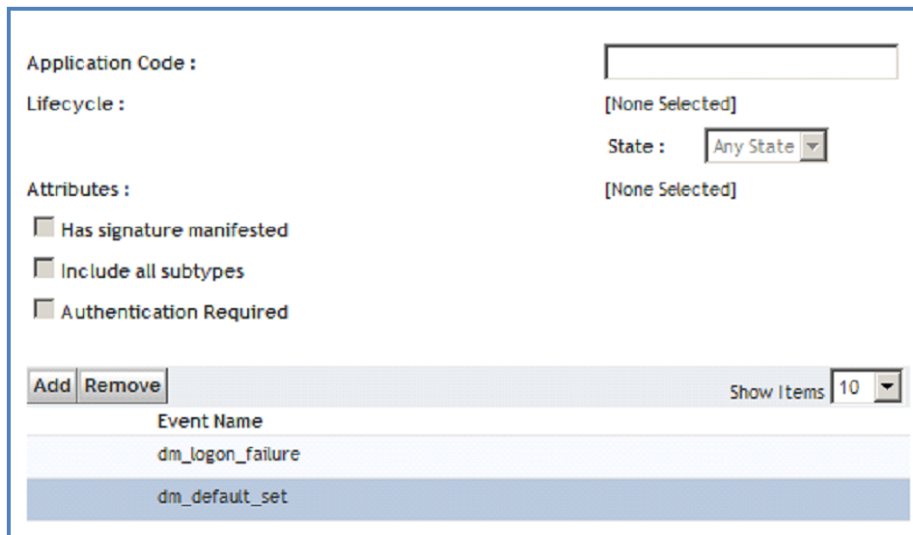 Application Code :
Lifecycle : [None Selected]
State : Any State
Attributes : [None Selected]
Has signature manifested
Include all subtypes
Authentication Required
Add Remove Show Items 10
Event Name
dm_logon_failure
dm_default_set